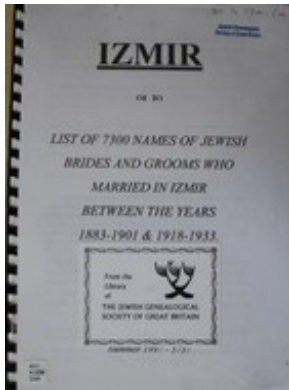 IZMIR
LIST OF 7300 NAMES OF JEWISH
BRIDES AND GROOMS WHO
MARRIED IN IZMIR
BETWEEN THE YEARS
1883-1901 & 1918-1933.
From the
Library
of
THE JEWISH GENEALOGICAL
SOCIETY OF GREAT BRITAIN